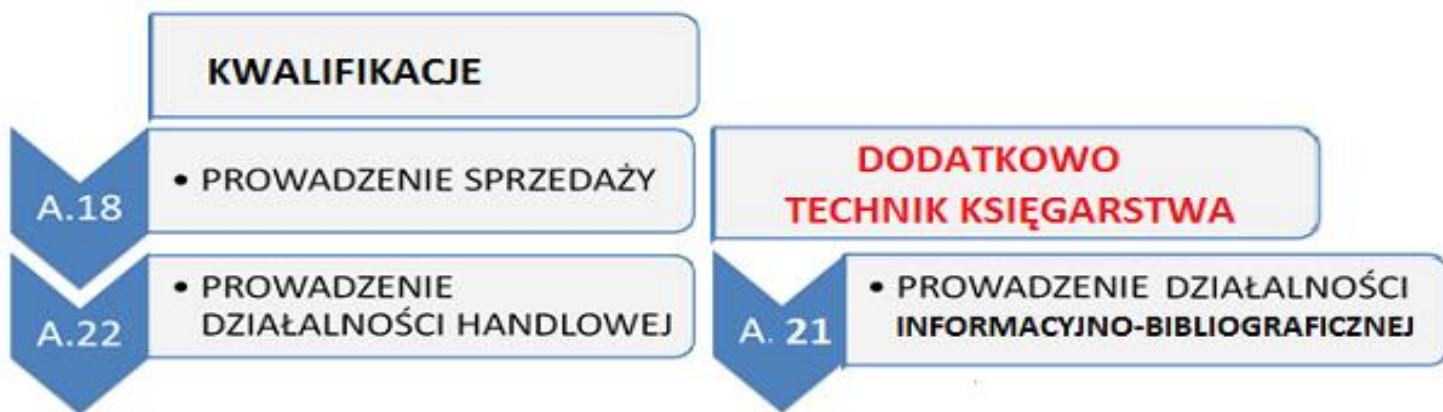 KWALIFIKACJE
A.18
• PROWADZENIE SPRZEDAŻY
A.22
• PROWADZENIE
DZIAŁALNOŚCI HANDLOWEJ
DODATKOWO
TECHNIK KSIĘGARSTWA
A. 21
• PROWADZENIE DZIAŁALNOŚCI
INFORMACYJNO-BIBLIOGRAFICZNEJ